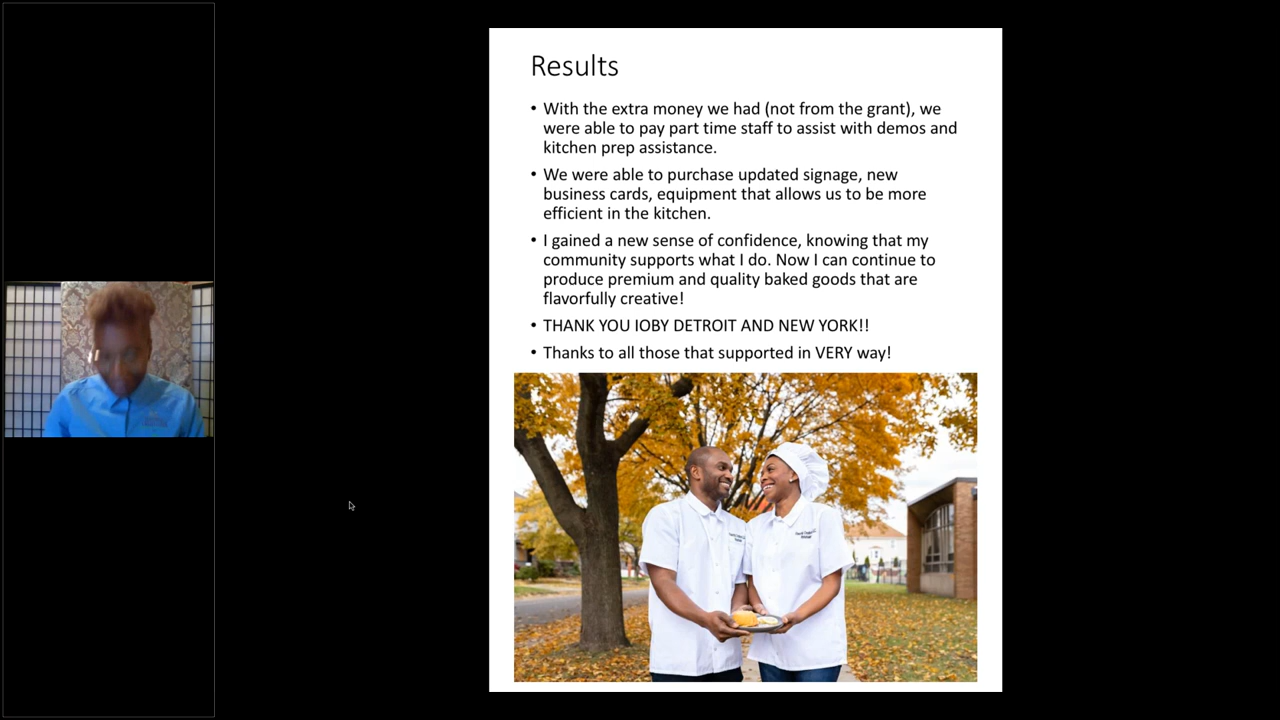 Results
• With the extra money we had (not from the grant), we
were able to pay part time staff to assist with demos and
kitchen prep assistance.
• We were able to purchase updated signage, new
business cards, equipment that allows us to be more
efficient in the kitchen.
• I gained a new sense of confidence, knowing that my
community supports what I do. Now I can continue to
produce premium and quality baked goods that are
flavorfully creative!
• THANK YOU IOBY DETROIT AND NEW YORK!!
• Thanks to all those that supported in VERY way!